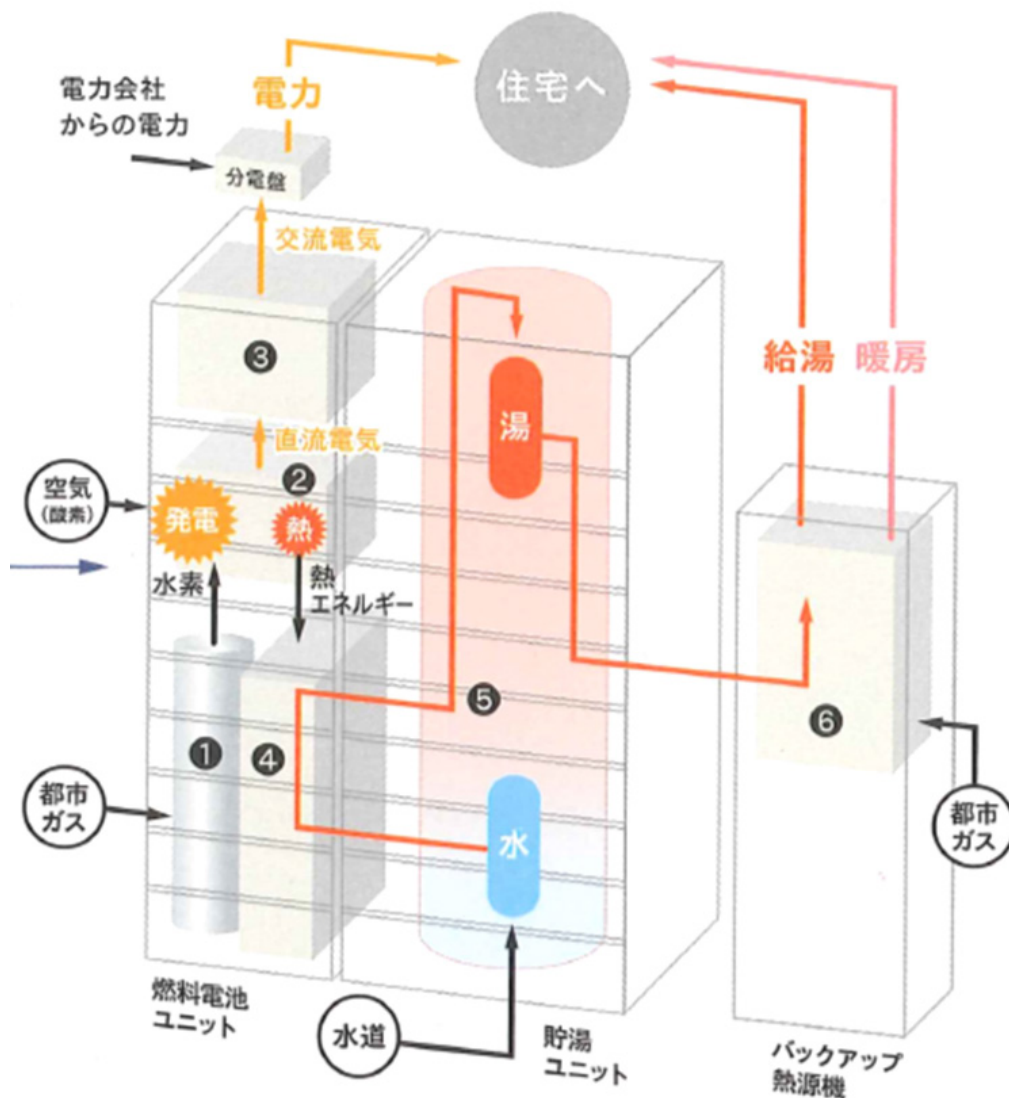 住宅へ
電力会社
からの電力
電力
分電盤
交流電気
❸
直流電気
❷
空気
(酸素)
発電
熱
水素
熱
エネルギー
❶
❹
都市
ガス
湯
❺
水
給湯
暖房
❻
都市
ガス
燃料電池
ユニット
水道
貯湯
ユニット
バックアップ
熱源機